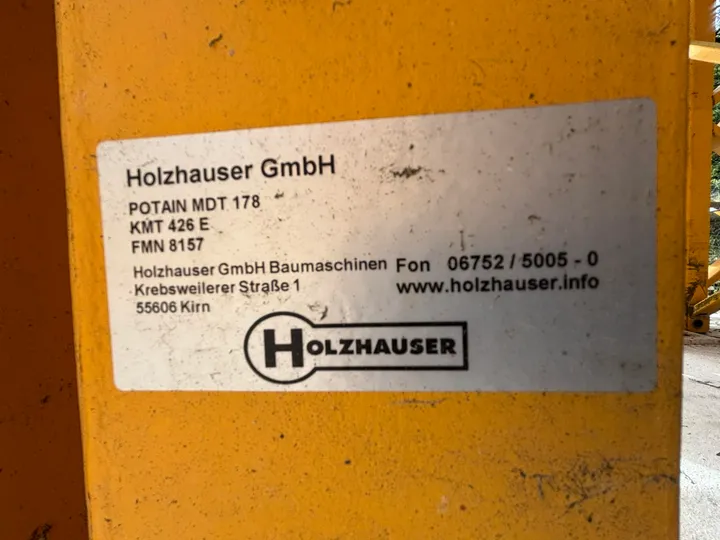 Holzhauser GmbH
POTAIN MDT 178
KMT 426 E
FMN 8157
Holzhauser GmbH Baumaschinen Fon 06752 / 5005 - 0
Krebsweilerer Straße 1 www.holzhauser.info
55606 Kirn
HOLZHAUSER